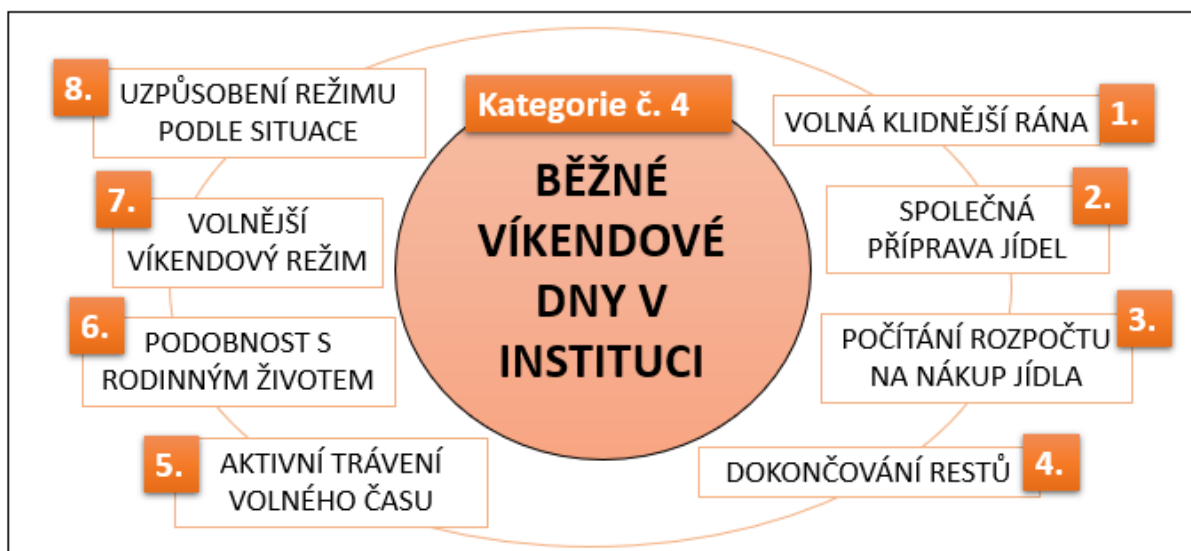 Kategorie č. 4
BĚŽNÉ
VÍKENDOVÉ
DNY V
INSTITUCI
1.
VOLNÁ KLIDNĚJŠÍ RÁNA
2.
SPOLEČNÁ
PŘÍPRAVA JÍDEL
3.
POČÍTÁNÍ ROZPOČTU
NA NÁKUP JÍDLA
4.
DOKONČOVÁNÍ RESTŮ
5.
AKTIVNÍ TRÁVENÍ
VOLNÉHO ČASU
6.
PODOBNOST S
RODINNÝM ŽIVOTEM
7.
VOLNĚJŠÍ
VÍKENDOVÝ REŽIM
8.
UZPŮSOBENÍ REŽIMU
PODLE SITUACE